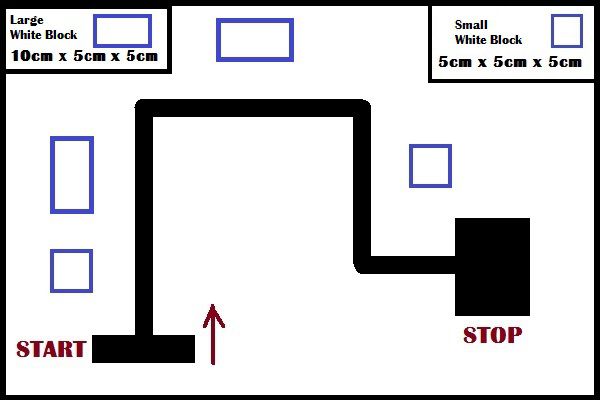 Large
White Block
10cm x 5cm x 5cm
Small
White Block
5cm x 5cm x 5cm
START
STOP